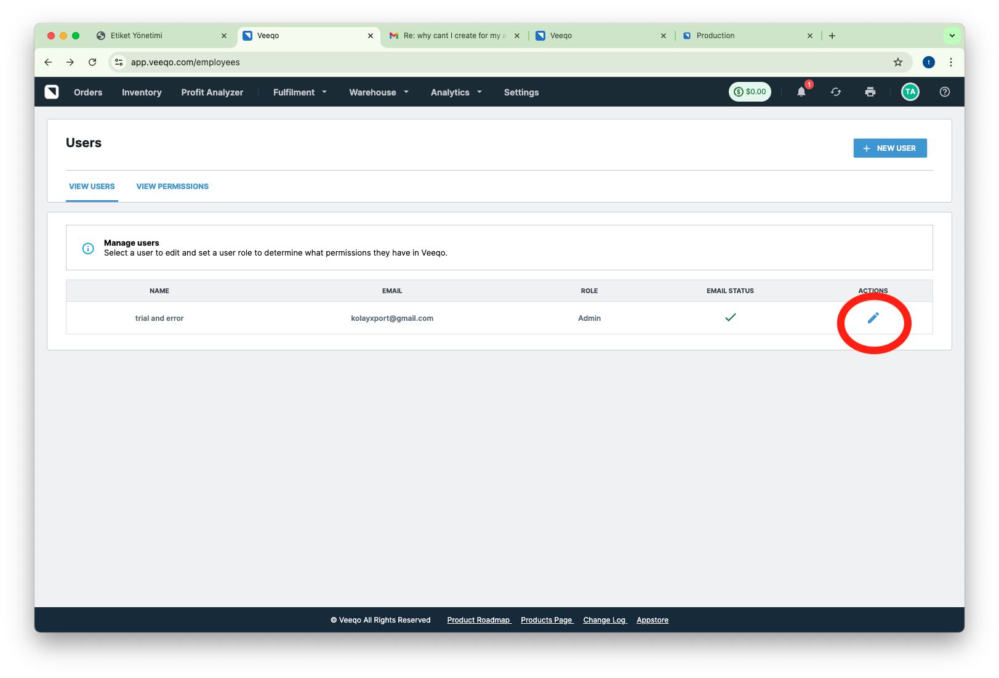 Etiket Yönetimi
Veeqo
Re: why cant I create for my a
Veeqo
Production
app.veeqo.com/employees
t
Orders
Inventory
Profit Analyzer
Fulfilment
Warehouse
Analytics
Settings
$0.00
1
TA
Users
+ NEW USER
VIEW USERS
VIEW PERMISSIONS
Manage users
Select a user to edit and set a user role to determine what permissions they have in Veeqo.
NAME EMAIL ROLE EMAIL STATUS ACTIONS
trial and error kolayxport@gmail.com Admin
© Veeqo All Rights Reserved Product Roadmap Products Page Change Log Appstore